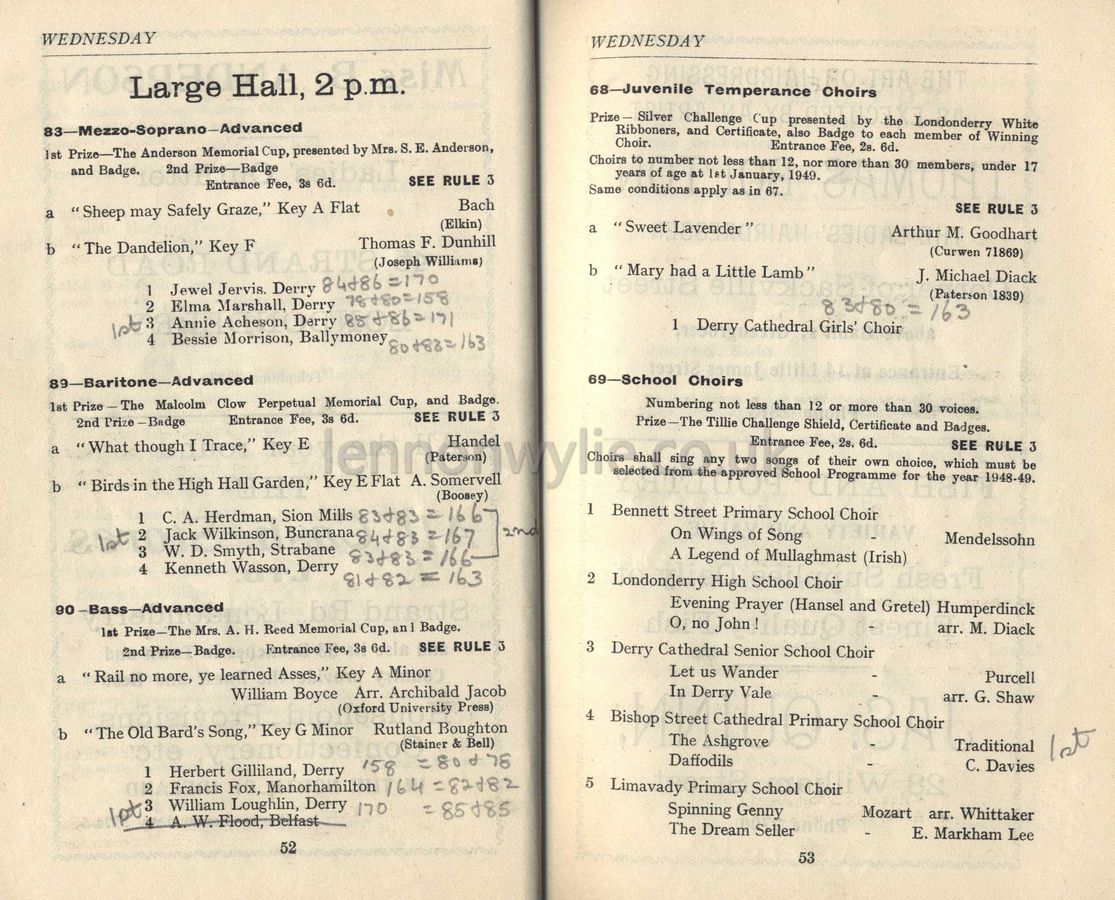 WEDNESDAY
Large Hall, 2 p.m.
83—Mezzo-Soprano—Advanced
1st Prize—The Anderson Memorial Cup, presented by Mrs. S. E. Anderson,
and Badge. 2nd Prize—Badge
Entrance Fee, 3s 6d. SEE RULE 3
a "Sheep may Safely Graze," Key A Flat Bach
(Elkin)
b "The Dandelion," Key F Thomas F. Dunhill
(Joseph Williams)
1 Jewel Jervis. Derry 84+86=170
2 Elma Marshall, Derry 78+80=158
1st 3 Annie Acheson, Derry 85+86=171
4 Bessie Morrison, Ballymoney 80+83=163
89—Baritone—Advanced
1st Prize—The Malcolm Clow Perpetual Memorial Cup, and Badge.
2nd Prize—Badge Entrance Fee, 3s 6d. SEE RULE 3
a "What though I Trace," Key E Handel
(Paterson)
b "Birds in the High Hall Garden," Key E Flat A. Somervell
(Boosey)
1 C. A. Herdman, Sion Mills 83+83=166
1st 2 Jack Wilkinson, Buncrana 84+83=167 2nd
3 W. D. Smyth, Strabane 83+83=166
4 Kenneth Wasson, Derry
81+82=163
90—Bass—Advanced
1st Prize—The Mrs. A. H. Reed Memorial Cup, and Badge.
2nd Prize—Badge. Entrance Fee, 3s 6d. SEE RULE 3
a "Rail no more, ye learned Asses," Key A Minor
William Boyce Arr. Archibald Jacob
(Oxford University Press)
b "The Old Bard's Song," Key G Minor Rutland Boughton
(Stainer & Bell)
1 Herbert Gilliland, Derry 158 =80+78
2 Francis Fox, Manorhamilton 164=82+82
1st 3 William Loughlin, Derry 170 =85+85
4 A. W. Flood, Belfast
52
WEDNESDAY
68—Juvenile Temperance Choirs
Prize—Silver Challenge Cup presented by the Londonderry White
Ribboners, and Certificate, also Badge to each member of Winning
Choir. Entrance Fee, 2s. 6d.
Choirs to number not less than 12, nor more than 30 members, under 17
years of age at 1st January, 1949.
Same conditions apply as in 67.
SEE RULE 3
a "Sweet Lavender" Arthur M. Goodhart
(Curwen 71869)
b "Mary had a Little Lamb" J. Michael Diack
(Paterson 1839)
83+80=163
1 Derry Cathedral Girls' Choir
69—School Choirs
Numbering not less than 12 or more than 30 voices.
Prize—The Tillie Challenge Shield, Certificate and Badges.
Entrance Fee, 2s. 6d. SEE RULE 3
Choirs shall sing any two songs of their own choice, which must be
selected from the approved School Programme for the year 1948-49.
1 Bennett Street Primary School Choir
On Wings of Song Mendelssohn
A Legend of Mullaghmast (Irish)
2 Londonderry High School Choir
Evening Prayer (Hansel and Gretel) Humperdinck
O, no John! - arr. M. Diack
3 Derry Cathedral Senior School Choir
Let us Wander - Purcell
In Derry Vale - arr. G. Shaw
4 Bishop Street Cathedral Primary School Choir
The Ashgrove - Traditional 1st
Daffodils - C. Davies
5 Limavady Primary School Choir
Spinning Genny Mozart arr. Whittaker
The Dream Seller - E. Markham Lee
53
lennonwylie.co.uk